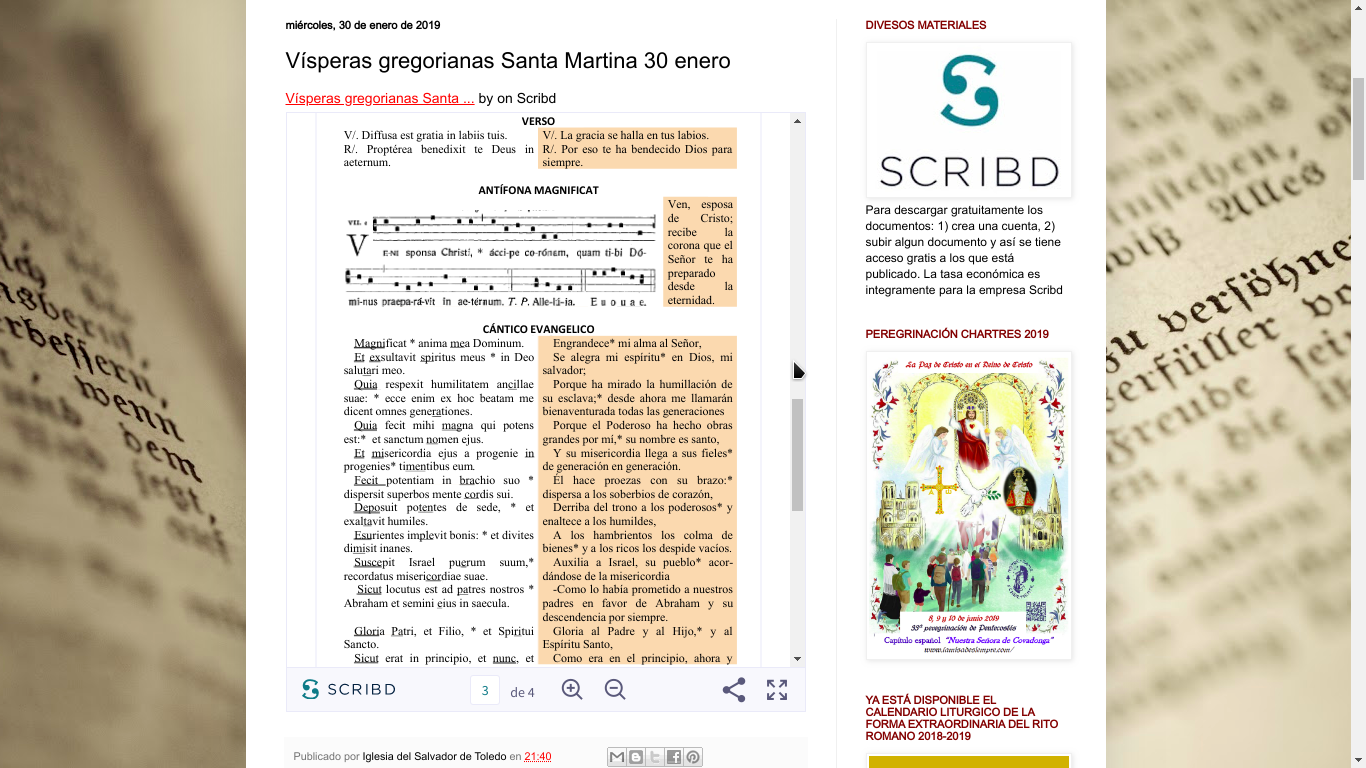 miércoles, 30 de enero de 2019
Vísperas gregorianas Santa Martina 30 enero
Vísperas gregorianas Santa ... by on Scribd
VERSO
V/. Diffusa est gratia in labiis tuis.
R/. Proptérea benedixit te Deus in
aeternum.
V/. La gracia se halla en tus labios.
R/. Por eso te ha bendecido Dios para
siempre.
ANTÍFONA MAGNIFICAT
VII. c
V E-NI sponsa Christi, * ácci-pe co-rónam, quam ti-bi Dó-
mi-nus praepa-rá-vit in ae-térnum. T. P. Alle-lú-ia. E u o u a e.
Ven, esposa
de Cristo;
recibe la
corona que el
Señor te ha
preparado
desde la
eternidad.
CÁNTICO EVANGELICO
Magnificat * anima mea Dominum.
Et exsultavit spiritus meus * in Deo
salutari meo.
Quia respexit humilitatem ancillae
suae: * ecce enim ex hoc beatam me
dicent omnes generationes.
Quia fecit mihi magna qui potens
est:* et sanctum nomen ejus.
Et misericordia ejus a progenie in
progenies* timentibus eum.
Fecit potentiam in brachio suo *
dispersit superbos mente cordis sui.
Deposuit potentes de sede, * et
exaltavit humiles.
Esurientes implevit bonis: * et divites
dimisit inanes.
Suscepit Israel puerum suum,*
recordatus misericordiae suae.
Sicut locutus est ad patres nostros *
Abraham et semini eius in saecula.
Gloria Patri, et Filio, * et Spiritui
Sancto.
Sicut erat in principio, et nunc, et
Engrandece* mi alma al Señor,
Se alegra mi espíritu* en Dios, mi
salvador;
Porque ha mirado la humillación de
su esclava;* desde ahora me llamarán
bienaventurada todas las generaciones
Porque el Poderoso ha hecho obras
grandes por mí,* su nombre es santo,
Y su misericordia llega a sus fieles*
de generación en generación.
Él hace proezas con su brazo:*
dispersa a los soberbios de corazón,
Derriba del trono a los poderosos* y
enaltece a los humildes,
A los hambrientos los colma de
bienes* y a los ricos los despide vacíos.
Auxilia a Israel, su pueblo* acor-
dándose de la misericordia
-Como lo había prometido a nuestros
padres en favor de Abraham y su
descendencia por siempre.
Gloria al Padre y al Hijo,* y al
Espíritu Santo,
Como era en el principio, ahora y
SCRIBD
3 de 4
Publicado por Iglesia del Salvador de Toledo en 21:40
DIVESOS MATERIALES
SCRIBD
Para descargar gratuitamente los
documentos: 1) crea una cuenta, 2)
subir algun documento y así se tiene
acceso gratis a los que está
publicado. La tasa económica es
integramente para la empresa Scribd
PEREGRINACIÓN CHARTRES 2019
La Paz de Cristo en el Reino de Cristo
8, 9 y 10 de junio 2019
33ª peregrinación de Pentecostés
Capítulo español "Nuestra Señora de Covadonga"
www.lamisadesiempre.com/
YA ESTÁ DISPONIBLE EL
CALENDARIO LITURGICO DE LA
FORMA EXTRAORDINARIA DEL RITO
ROMANO 2018-2019
wenn
dem
Alles
zu versöhnen